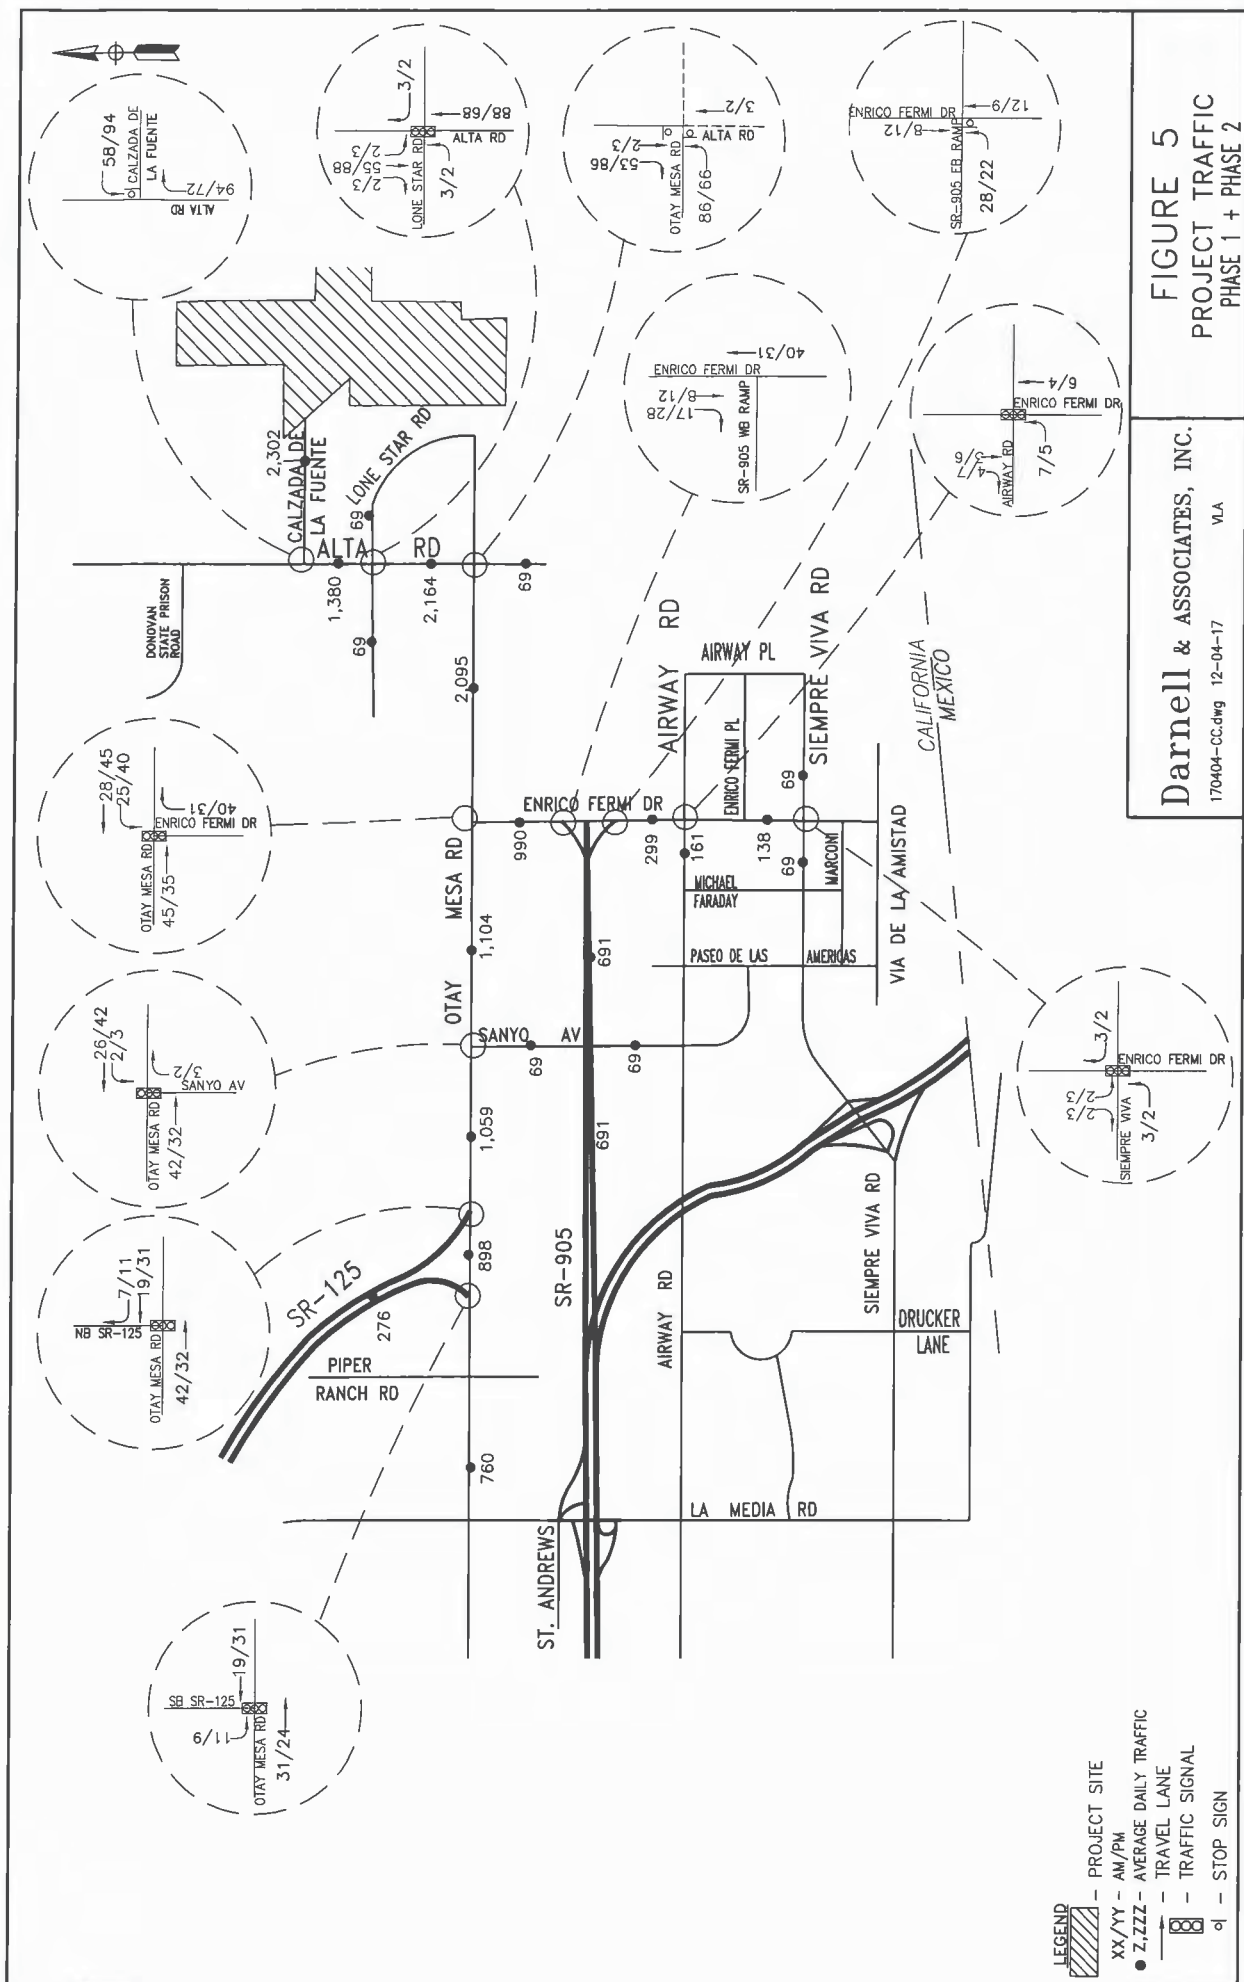 58/94
CALZADA DE
LA FUENTE
94/72
ALTA RD
3/2
88/68
ALTA RD
2/3
55/88
2/3
LONE STAR RD
3/2
3/2
ALTA RD
2/3
53/86
OTAY MESA RD
86/66
ENRICO FERMI DR
8/12
12/9
SR-905 EB RAMP
28/22
ENRICO FERMI DR
40/31
8/12
17/28
SR-905 WB RAMP
6/4
ENRICO FERMI DR
3/6
4/7
AIRWAY RD
7/5
28/45
25/40
40/31
ENRICO FERMI DR
OTAY MESA RD
45/35
26/42
2/3
3/2
SANYO AV
OTAY MESA RD
42/32
7/11
19/31
NB SR-125
OTAY MESA RD
42/32
19/31
SB SR-125
11/9
OTAY MESA RD
31/24
3/2
ENRICO FERMI DR
2/3
2/3
SIEMPRE VIVA
3/2
2,302
CALZADA DE
LA FUENTE
LONE STAR RD
69
ALTA RD
1,380
2,164
69
69
DONOVAN
STATE PRISON
ROAD
2,095
OTAY MESA RD
1,104
1,059
898
760
ENRICO FERMI DR
990
299
161
138
69
69
AIRWAY RD
AIRWAY PL
ENRICO FERMI PL
SIEMPRE VIVA RD
MICHAEL
FARADAY
MARCONI
PASEO DE LAS AMERICAS
VIA DE LA AMISTAD
CALIFORNIA
MEXICO
SANYO AV
69
69
691
691
SR-905
SR-125
276
PIPER
RANCH RD
AIRWAY RD
SIEMPRE VIVA RD
DRUCKER
LANE
LA MEDIA RD
ST. ANDREWS
LEGEND
- PROJECT SITE
XX/YY - AM/PM
Z,ZZZ - AVERAGE DAILY TRAFFIC
- TRAVEL LANE
- TRAFFIC SIGNAL
- STOP SIGN
Darnell & ASSOCIATES, INC.
170404-CC.dwg 12-04-17 VLA
FIGURE 5
PROJECT TRAFFIC
PHASE 1 + PHASE 2